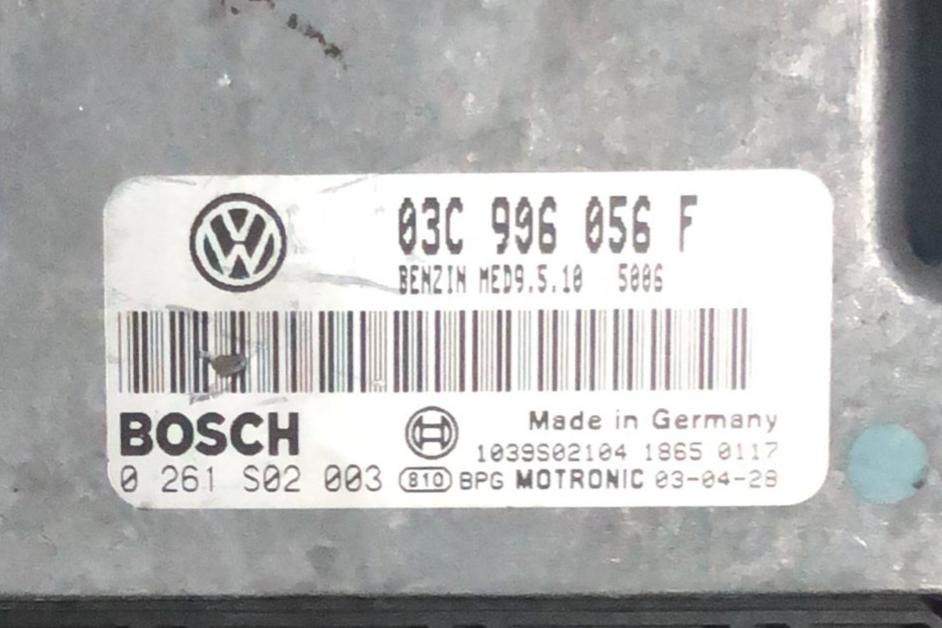 03C 906 056 F
BENZIN MED9.5.10 5006
BOSCH
Made in Germany
1039S02104 1865 0117
0 261 S02 003 810 BPG MOTRONIC 03-04-28